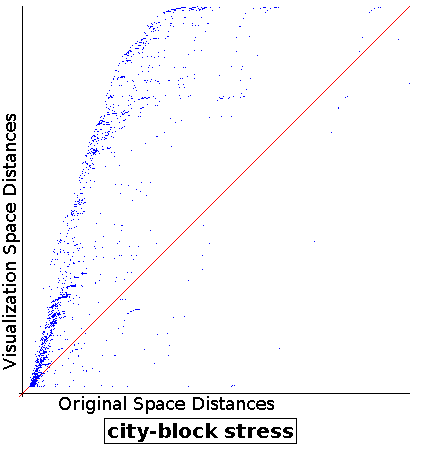 Visualization Space Distances
Original Space Distances
city-block stress